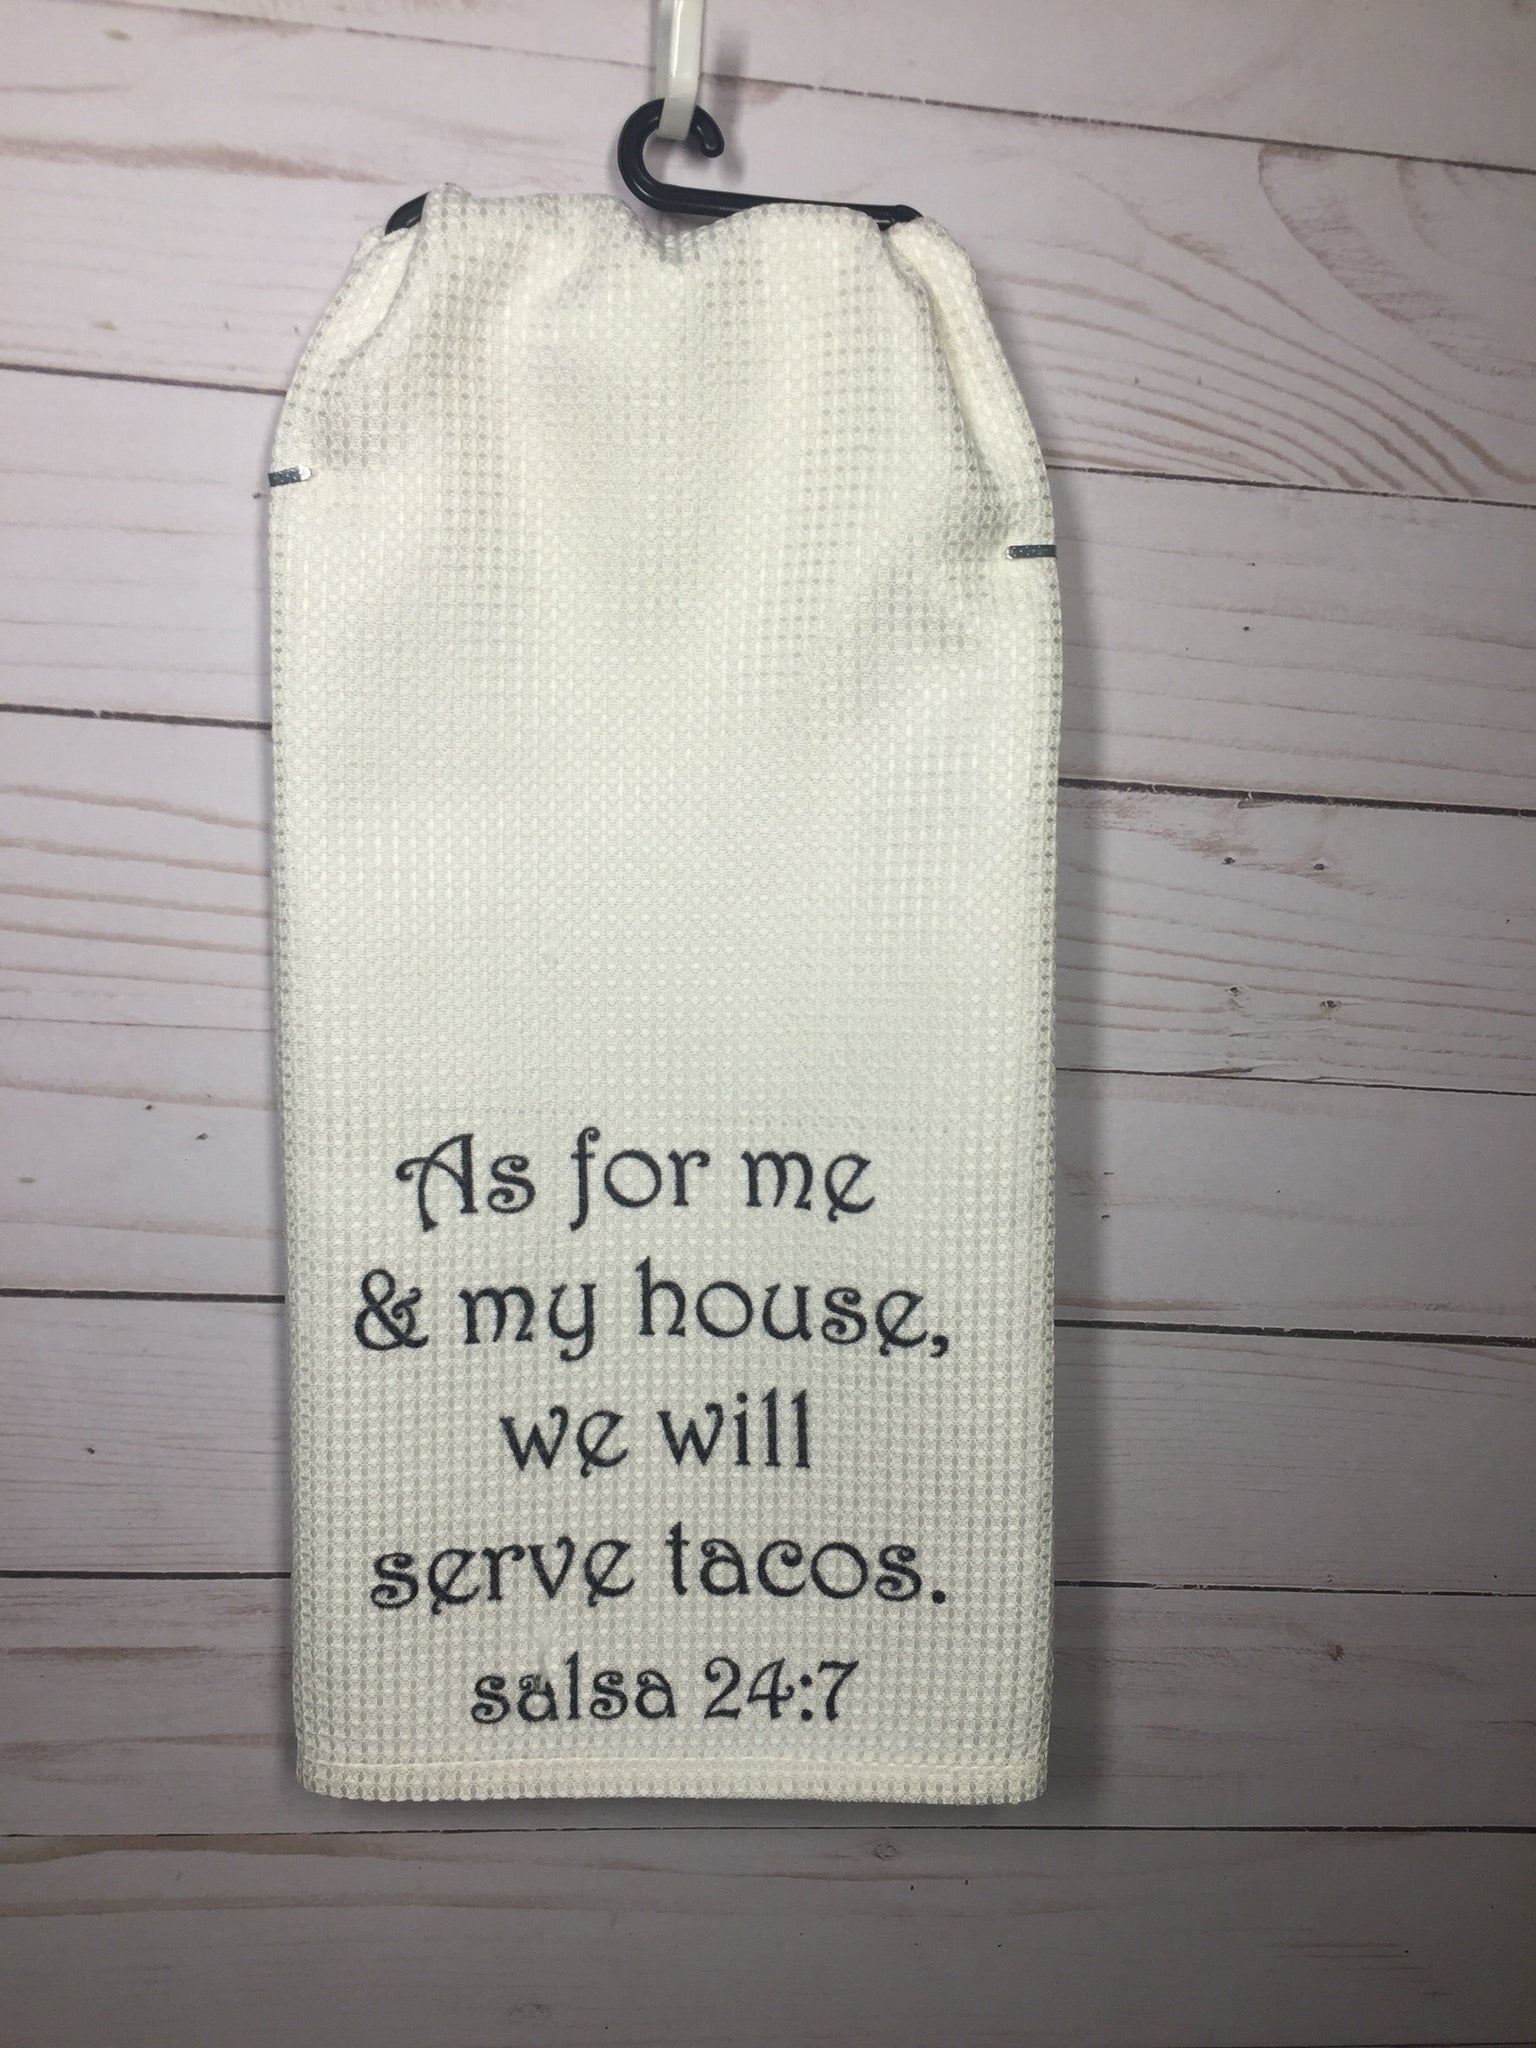 As for me
& my house,
we will
serve tacos.
salsa 24:7